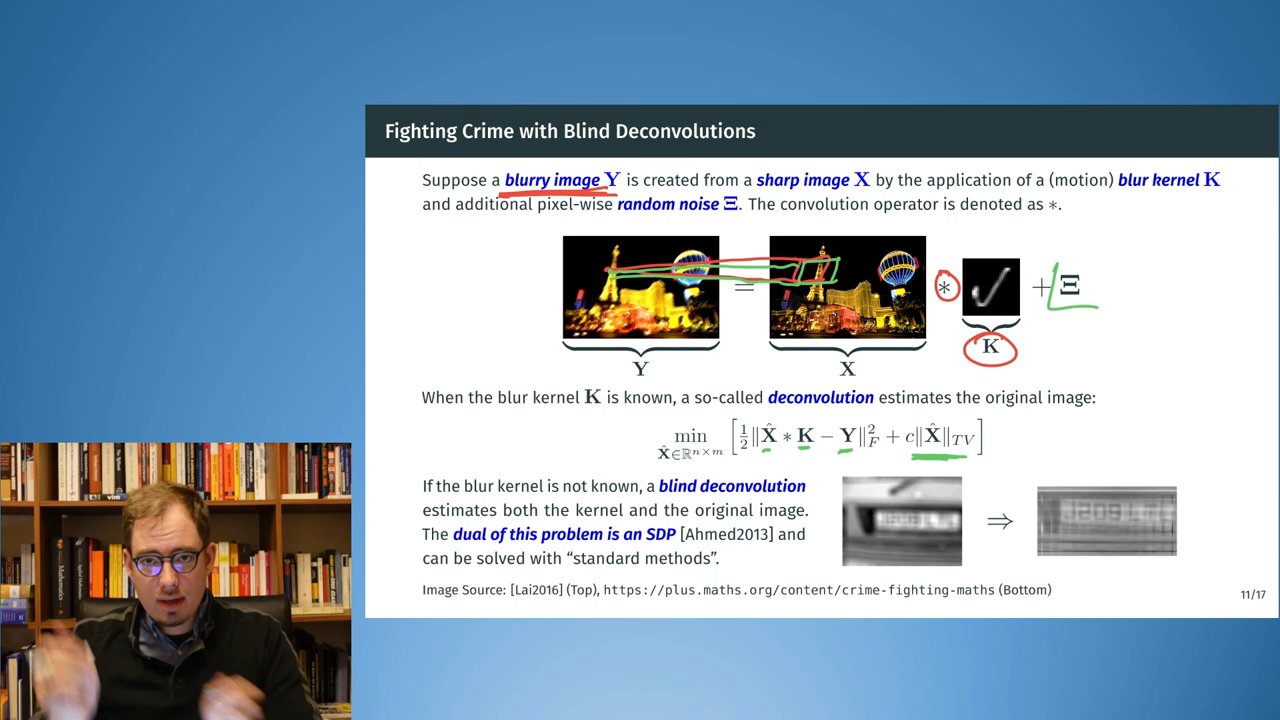 Fighting Crime with Blind Deconvolutions
Suppose a blurry image Y is created from a sharp image X by the application of a (motion) blur kernel K
and additional pixel-wise random noise Ξ. The convolution operator is denoted as ∗.
= ∗ + Ξ
Y X K
When the blur kernel K is known, a so-called deconvolution estimates the original image:
min_{X̂∈ℝ^{n×m}} [ ½‖X̂ ∗ K − Y‖²_F + c‖X̂‖_{TV} ]
If the blur kernel is not known, a blind deconvolution
estimates both the kernel and the original image. ⇒
The dual of this problem is an SDP [Ahmed2013] and
can be solved with “standard methods”.
Image Source: [Lai2016] (Top), https://plus.maths.org/content/crime-fighting-maths (Bottom)
11/17